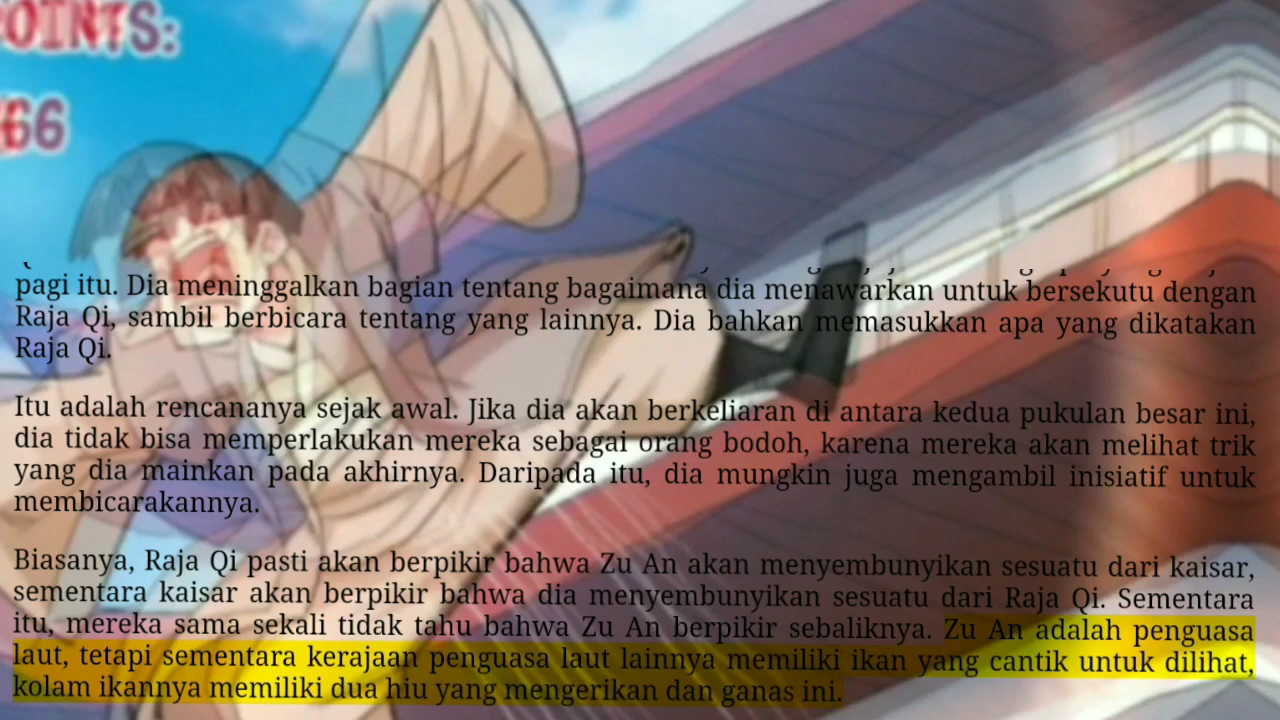 OINTS:
66
pagi itu. Dia meninggalkan bagian tentang bagaimana dia menawarkan untuk bersekutu dengan
Raja Qi, sambil berbicara tentang yang lainnya. Dia bahkan memasukkan apa yang dikatakan
Raja Qi.
Itu adalah rencananya sejak awal. Jika dia akan berkeliaran di antara kedua pukulan besar ini,
dia tidak bisa memperlakukan mereka sebagai orang bodoh, karena mereka akan melihat trik
yang dia mainkan pada akhirnya. Daripada itu, dia mungkin juga mengambil inisiatif untuk
membicarakannya.
Biasanya, Raja Qi pasti akan berpikir bahwa Zu An akan menyembunyikan sesuatu dari kaisar,
sementara kaisar akan berpikir bahwa dia menyembunyikan sesuatu dari Raja Qi. Sementara
itu, mereka sama sekali tidak tahu bahwa Zu An berpikir sebaliknya. Zu An adalah penguasa
laut, tetapi sementara kerajaan penguasa laut lainnya memiliki ikan yang cantik untuk dilihat,
kolam ikannya memiliki dua hiu yang mengerikan dan ganas ini.